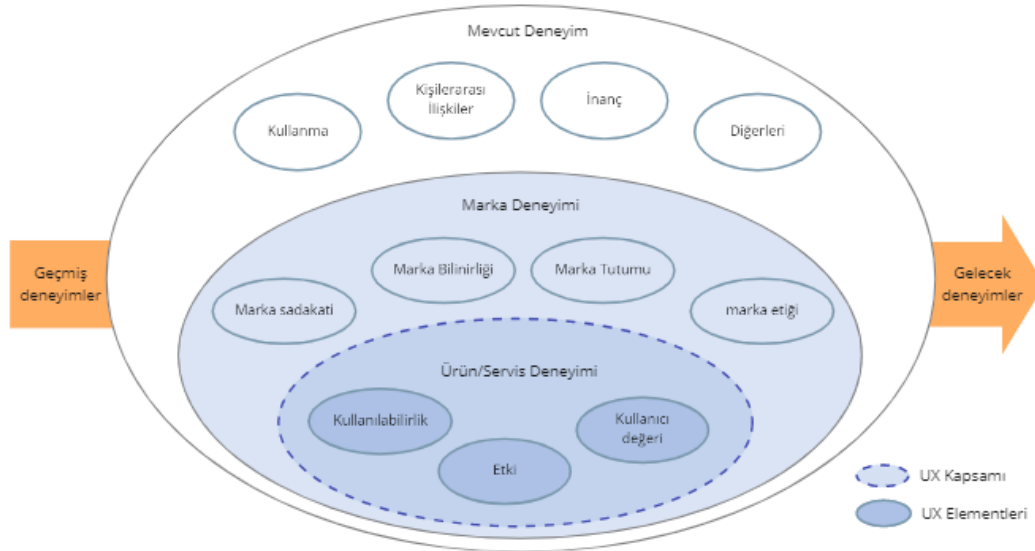 Mevcut Deneyim
Kullanma
Kişilerarası
İlişkiler
İnanç
Diğerleri
Marka Deneyimi
Geçmiş
deneyimler
Marka sadakati
Marka Bilinirliği
Marka Tutumu
marka etiği
Gelecek
deneyimler
Ürün/Servis Deneyimi
Kullanılabilirlik
Etki
Kullanıcı
değeri
UX Kapsamı
UX Elementleri